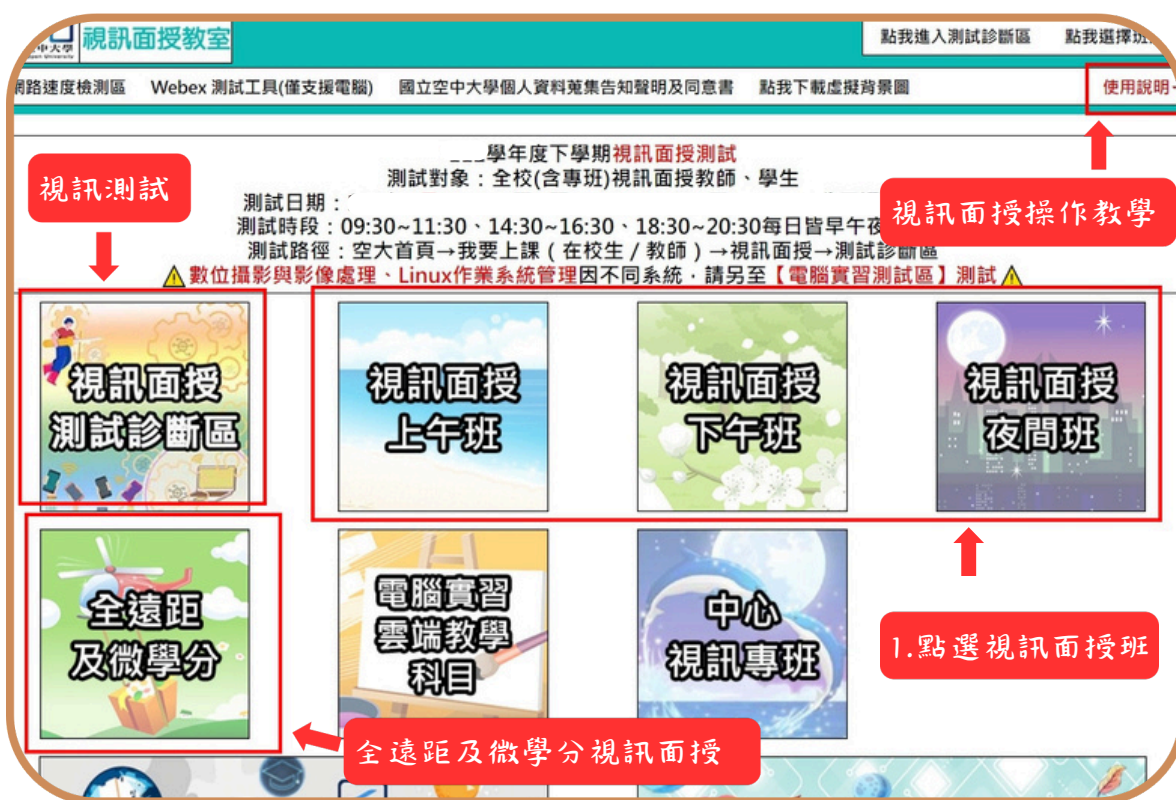 視訊面授教室
點我進入測試診斷區
點我選擇班
網路速度檢測區
Webex 測試工具(僅支援電腦)
國立空中大學個人資料蒐集告知聲明及同意書
點我下載虛擬背景圖
使用說明
學年度下學期視訊面授測試
測試對象：全校(含專班)視訊面授教師、學生
測試日期：
測試時段：09:30~11:30、14:30~16:30、18:30~20:30每日皆早午夜
測試路徑：空大首頁→我要上課(在校生/教師)→視訊面授→測試診斷區
數位攝影與影像處理、Linux作業系統管理因不同系統，請另至【電腦實習測試區】測試
視訊測試
視訊面授操作教學
視訊面授
測試診斷區
視訊面授
上午班
視訊面授
下午班
視訊面授
夜間班
全遠距
及微學分
電腦實習
雲端教學
科目
中心
視訊專班
1.點選視訊面授班
全遠距及微學分視訊面授